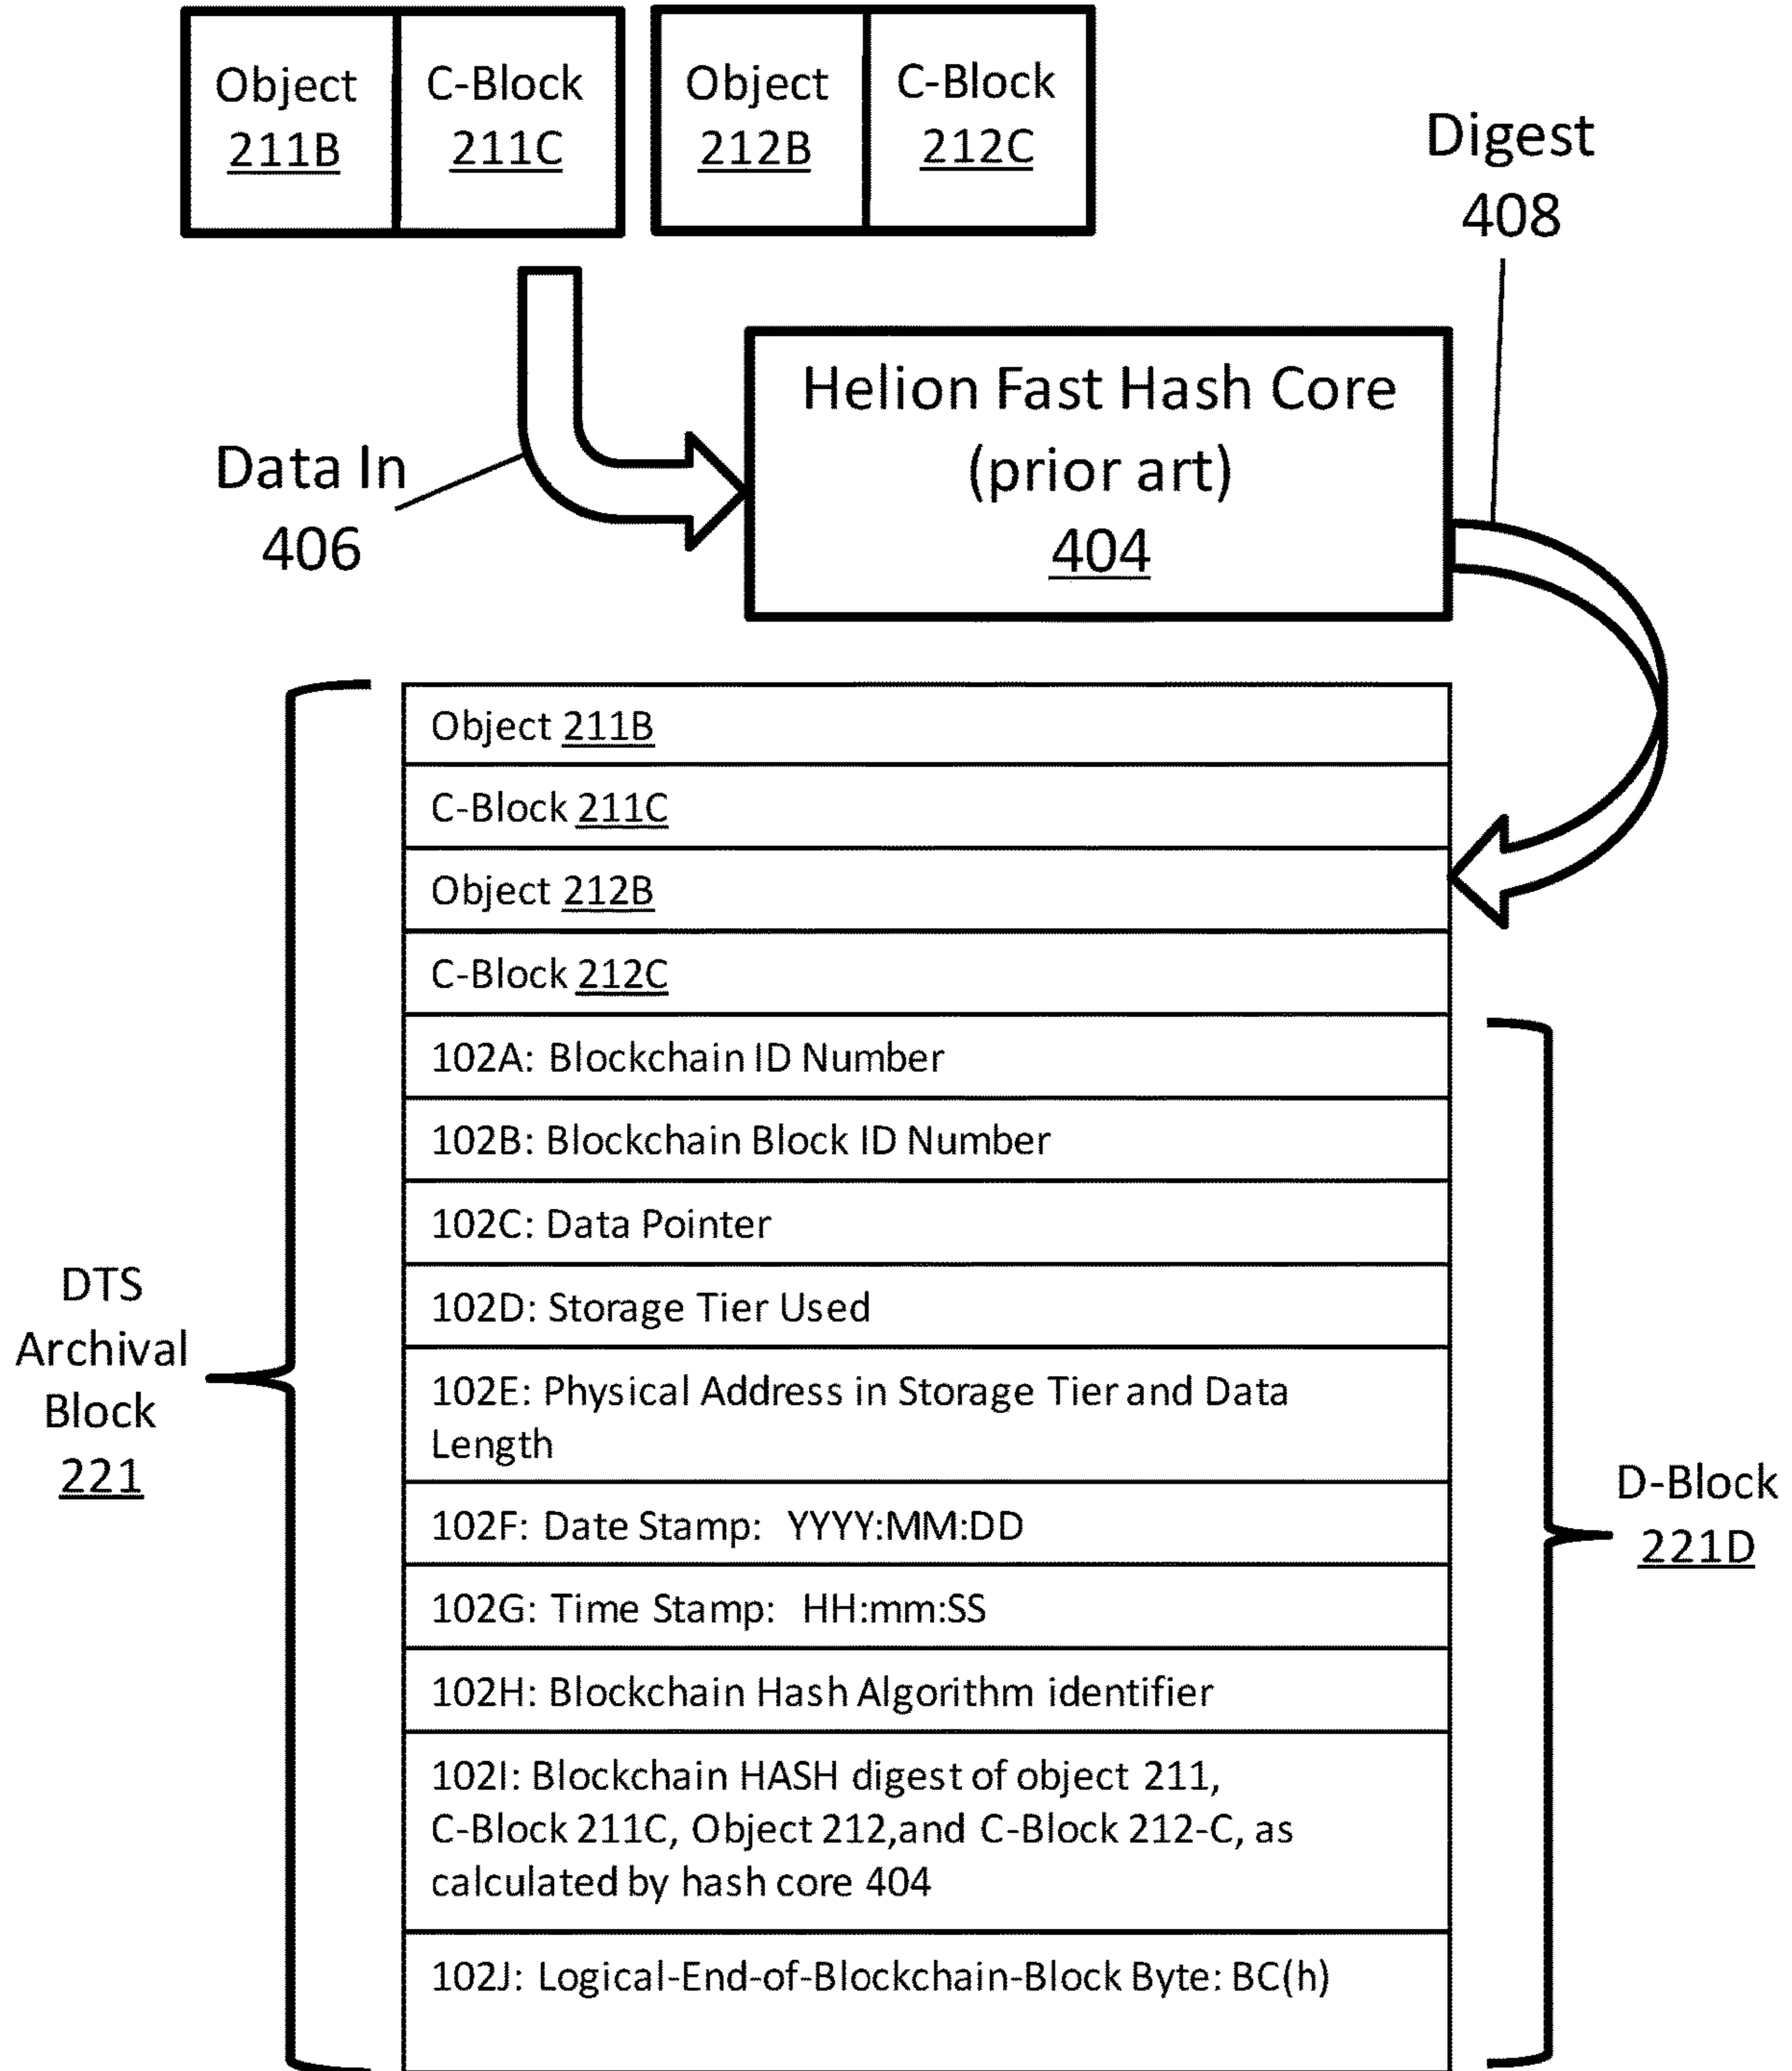 Object
211B
C-Block
211C
Object
212B
C-Block
212C
Digest
408
Helion Fast Hash Core
(prior art)
404
Data In
406
Object 211B
C-Block 211C
Object 212B
C-Block 212C
102A: Blockchain ID Number
102B: Blockchain Block ID Number
102C: Data Pointer
102D: Storage Tier Used
102E: Physical Address in Storage Tier and Data
Length
102F: Date Stamp: YYYY:MM:DD
102G: Time Stamp: HH:mm:SS
102H: Blockchain Hash Algorithm identifier
102I: Blockchain HASH digest of object 211,
C-Block 211C, Object 212,and C-Block 212-C, as
calculated by hash core 404
102J: Logical-End-of-Blockchain-Block Byte: BC(h)
DTS
Archival
Block
221
D-Block
221D